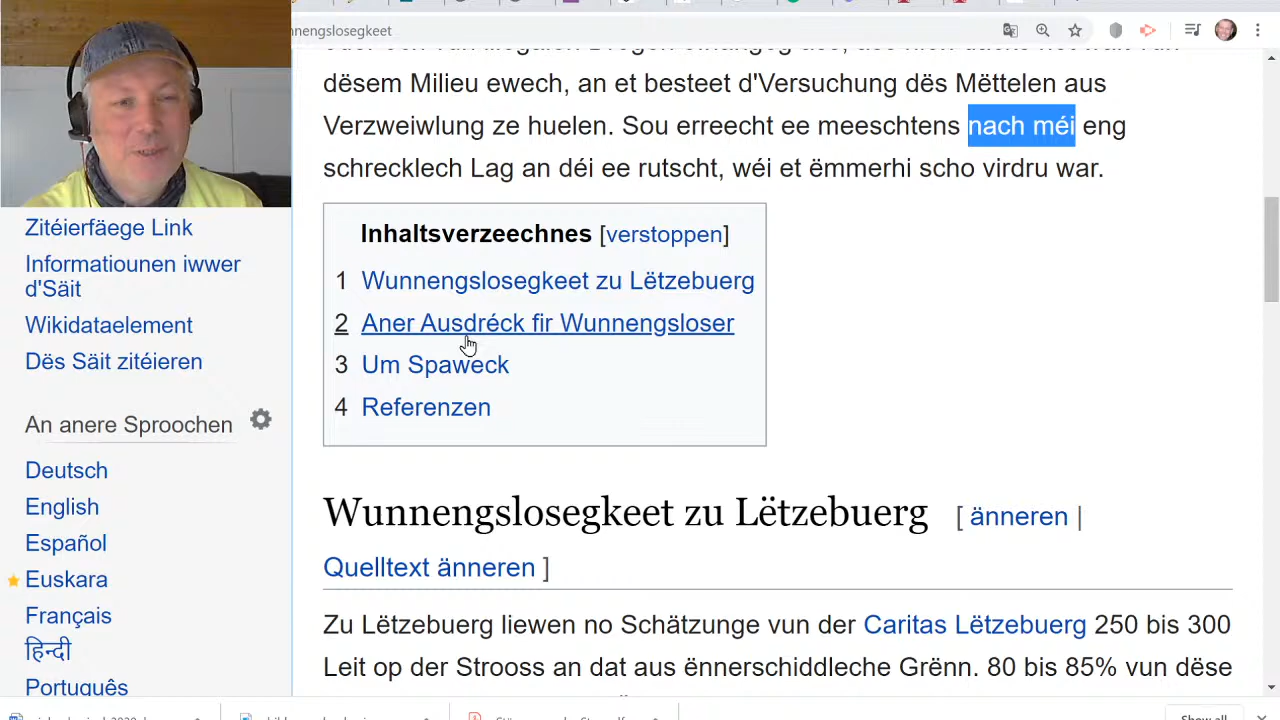 nnengslosegkeet
dësem Milieu ewech, an et besteet d'Versuchung dës Mëttelen aus
Verzweiwlung ze huelen. Sou erreecht ee meeschtens nach méi eng
schrecklech Lag an déi ee rutscht, wéi et ëmmerhi scho virdru war.
Zitéierfäege Link
Informatiounen iwwer
d'Säit
Wikidataelement
Dës Säit zitéieren
An anere Sproochen
Deutsch
English
Español
Euskara
Français
हिन्दी
Português
Inhaltsverzeechnes [verstoppen]
1 Wunnengslosegkeet zu Lëtzebuerg
2 Aner Ausdréck fir Wunnengsloser
3 Um Spaweck
4 Referenzen
Wunnengslosegkeet zu Lëtzebuerg [ änneren |
Quelltext änneren ]
Zu Lëtzebuerg liewen no Schätzunge vun der Caritas Lëtzebuerg 250 bis 300
Leit op der Strooss an dat aus ënnerschiddleche Grënn. 80 bis 85% vun dëse
Show all